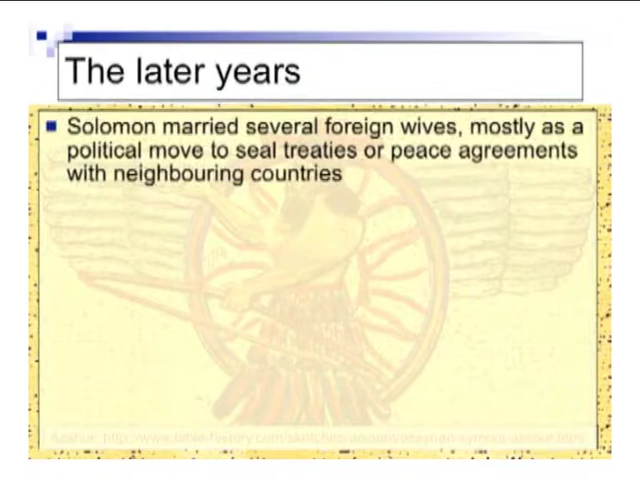 The later years
Solomon married several foreign wives, mostly as a
political move to seal treaties or peace agreements
with neighbouring countries